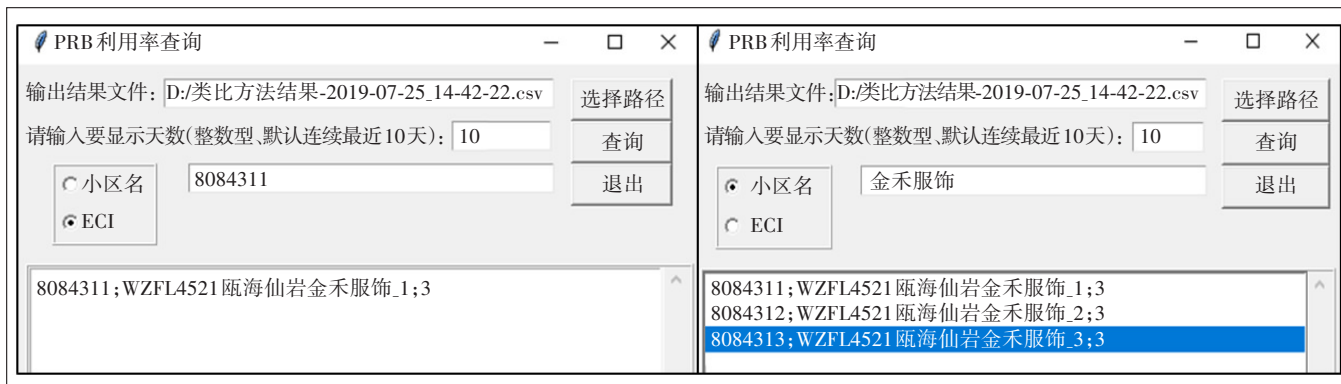 PRB利用率查询
输出结果文件: D:/类比方法结果-2019-07-25_14-42-22.csv 选择路径
请输入要显示天数(整数型、默认连续最近10天): 10 查询
小区名 8084311 退出
ECI
8084311;WZFL4521瓯海仙岩金禾服饰_1;3
PRB利用率查询
输出结果文件: D:/类比方法结果-2019-07-25_14-42-22.csv 选择路径
请输入要显示天数(整数型、默认连续最近10天): 10 查询
小区名 金禾服饰 退出
ECI
8084311;WZFL4521瓯海仙岩金禾服饰_1;3
8084312;WZFL4521瓯海仙岩金禾服饰_2;3
8084313;WZFL4521瓯海仙岩金禾服饰_3;3